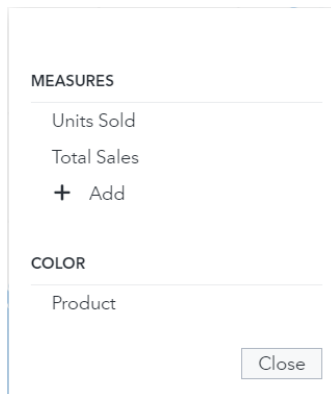 MEASURES
Units Sold
Total Sales
+ Add
COLOR
Product
Close